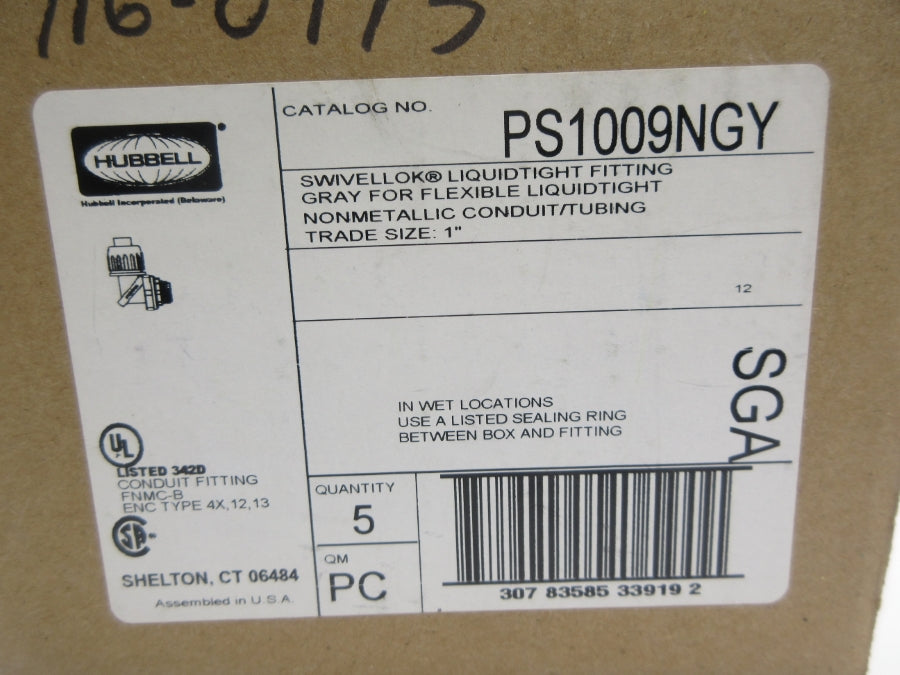 CATALOG NO. PS1009NGY
HUBBELL
Hubbell Incorporated (Delaware)
SWIVELLOK® LIQUIDTIGHT FITTING
GRAY FOR FLEXIBLE LIQUIDTIGHT
NONMETALLIC CONDUIT/TUBING
TRADE SIZE: 1"
12
SGA
IN WET LOCATIONS
USE A LISTED SEALING RING
BETWEEN BOX AND FITTING
UL
LISTED 342D
CONDUIT FITTING
FNMC-B
ENC TYPE 4X,12,13
SA
SHELTON, CT 06484
Assembled in U.S.A.
QUANTITY
5
QM
PC
307 83585 33919 2